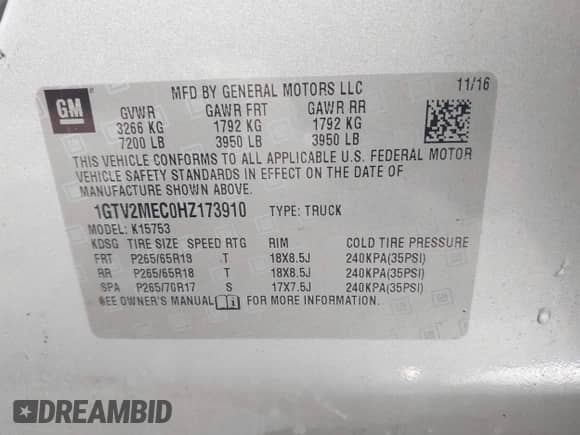 GM
MFD BY GENERAL MOTORS LLC 11/16
GVWR GAWR FRT GAWR RR
3266 KG 1792 KG 1792 KG
7200 LB 3950 LB 3950 LB
THIS VEHICLE CONFORMS TO ALL APPLICABLE U.S. FEDERAL MOTOR
VEHICLE SAFETY STANDARDS IN EFFECT ON THE DATE OF
MANUFACTURE SHOWN ABOVE.
1GTV2MEC0HZ173910 TYPE: TRUCK
MODEL: K15753
KDSG TIRE SIZE SPEED RTG RIM COLD TIRE PRESSURE
FRT P265/65R18 T 18X8.5J 240KPA(35PSI)
RR P265/65R18 T 18X8.5J 240KPA(35PSI)
SPA P265/70R17 S 17X7.5J 240KPA(35PSI)
SEE OWNER'S MANUAL FOR MORE INFORMATION.
DREAMBID